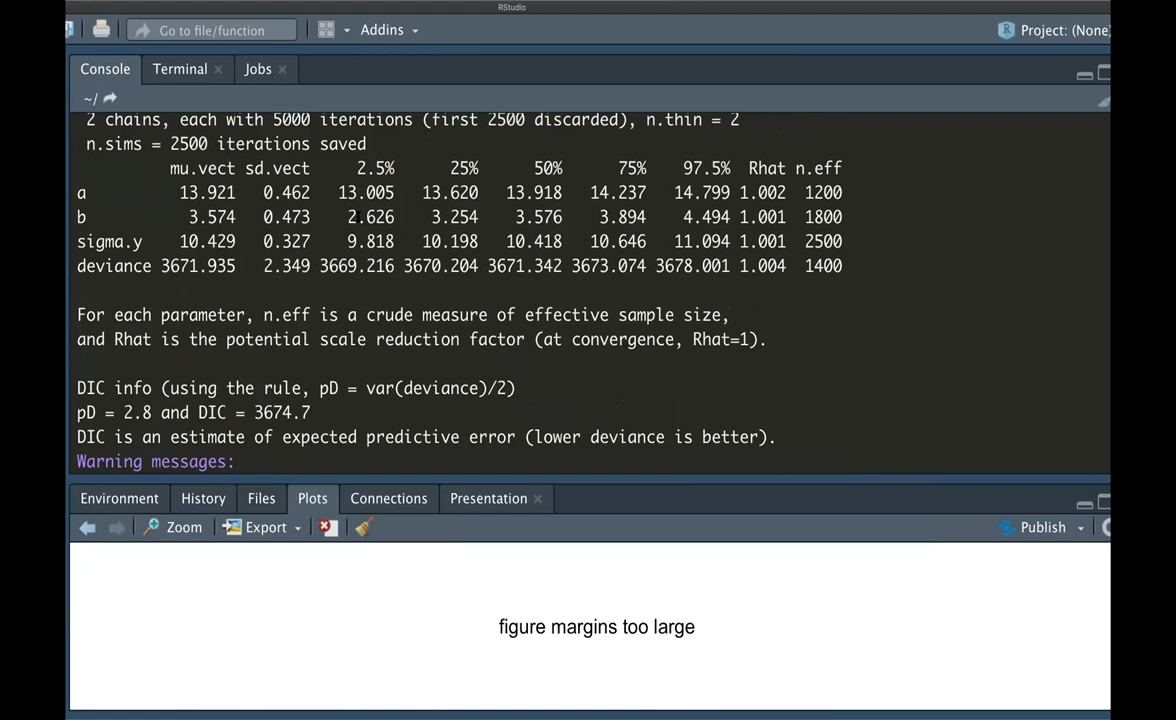 RStudio
Go to file/function Addins Project: (None)
Console Terminal Jobs
~/
2 chains, each with 5000 iterations (first 2500 discarded), n.thin = 2
n.sims = 2500 iterations saved
mu.vect sd.vect 2.5% 25% 50% 75% 97.5% Rhat n.eff
a 13.921 0.462 13.005 13.620 13.918 14.237 14.799 1.002 1200
b 3.574 0.473 2.626 3.254 3.576 3.894 4.494 1.001 1800
sigma.y 10.429 0.327 9.818 10.198 10.418 10.646 11.094 1.001 2500
deviance 3671.935 2.349 3669.216 3670.204 3671.342 3673.074 3678.001 1.004 1400
For each parameter, n.eff is a crude measure of effective sample size,
and Rhat is the potential scale reduction factor (at convergence, Rhat=1).
DIC info (using the rule, pD = var(deviance)/2)
pD = 2.8 and DIC = 3674.7
DIC is an estimate of expected predictive error (lower deviance is better).
Warning messages:
Environment History Files Plots Connections Presentation
Zoom Export Publish
figure margins too large